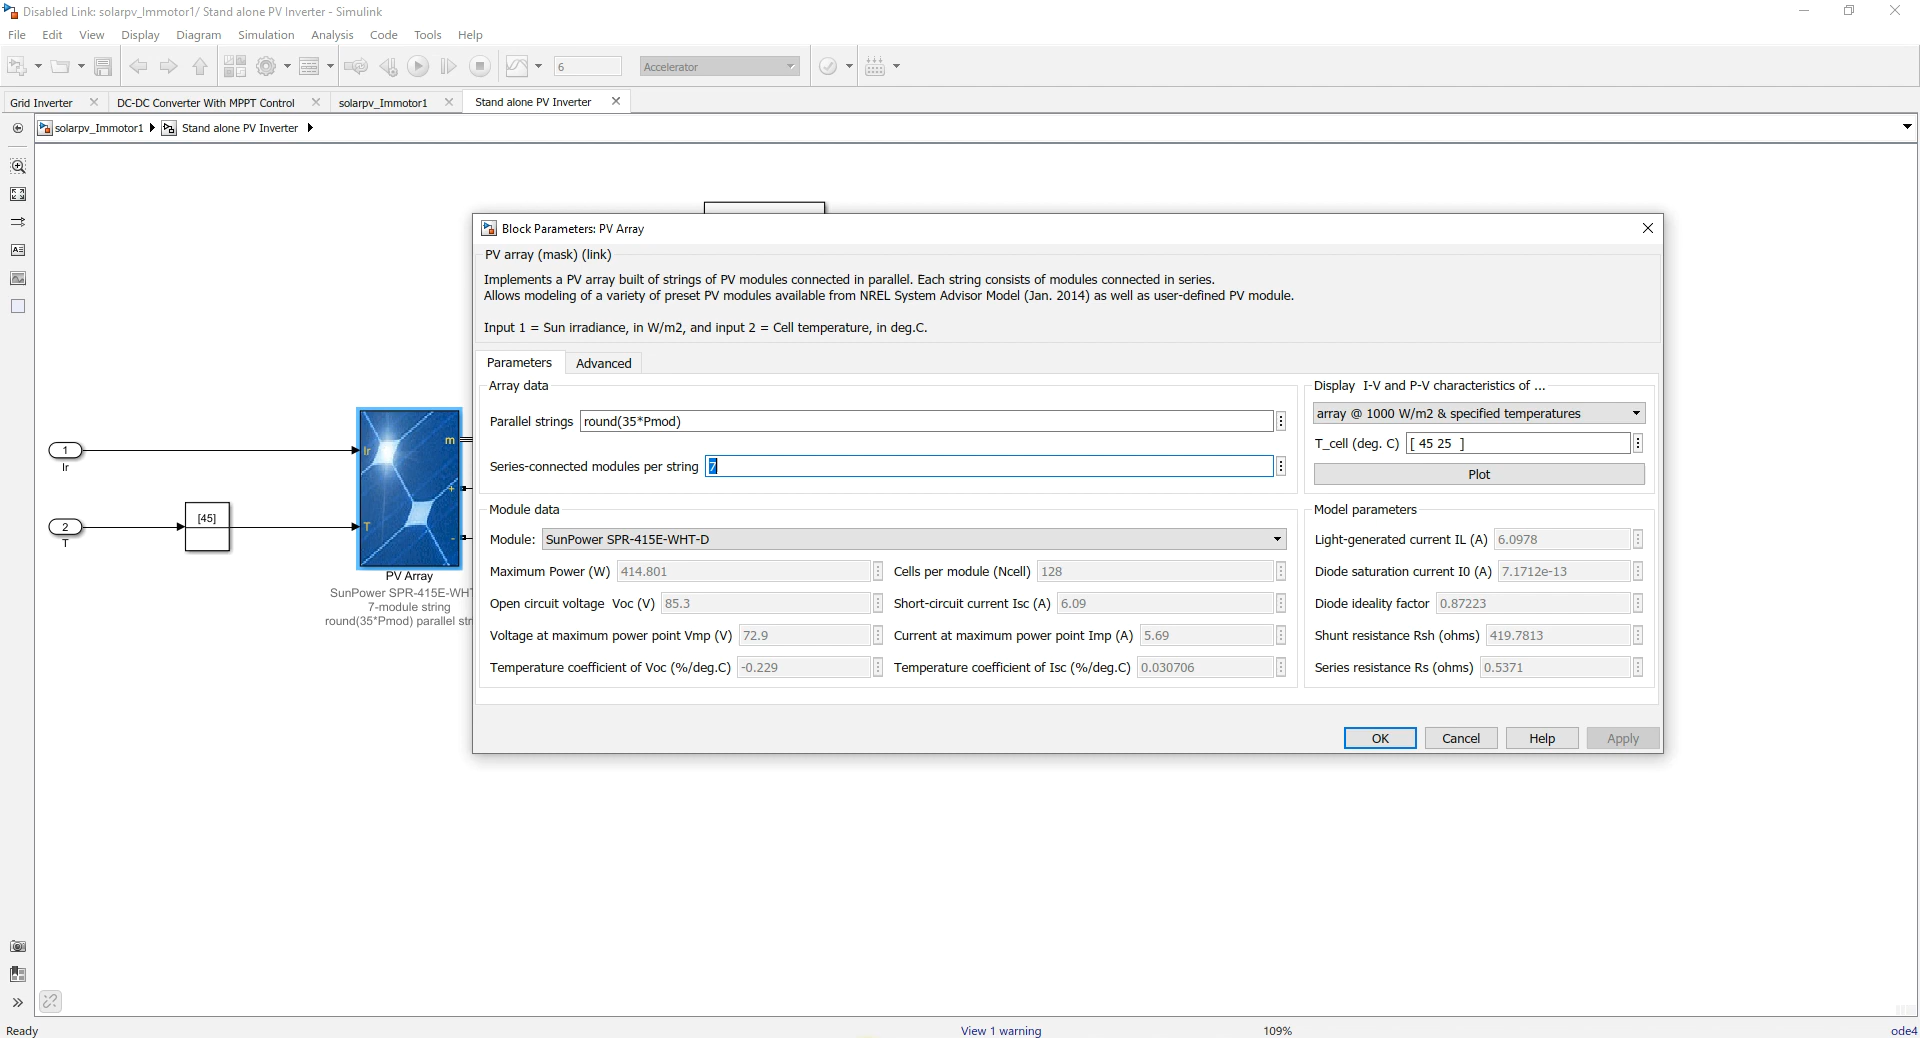 Disabled Link: solarpv_Immotor1/ Stand alone PV Inverter - Simulink
File Edit View Display Diagram Simulation Analysis Code Tools Help
6 Accelerator
Grid Inverter DC-DC Converter With MPPT Control solarpv_Immotor1 Stand alone PV Inverter
solarpv_Immotor1 Stand alone PV Inverter
Block Parameters: PV Array
PV array (mask) (link)
Implements a PV array built of strings of PV modules connected in parallel. Each string consists of modules connected in series.
Allows modeling of a variety of preset PV modules available from NREL System Advisor Model (Jan. 2014) as well as user-defined PV module.
Input 1 = Sun irradiance, in W/m2, and input 2 = Cell temperature, in deg.C.
Parameters Advanced
Array data
Parallel strings round(35*Pmod)
Series-connected modules per string 7
Display I-V and P-V characteristics of ...
array @ 1000 W/m2 & specified temperatures
T_cell (deg. C) [ 45 25 ]
Plot
Module data
Module: SunPower SPR-415E-WHT-D
Maximum Power (W) 414.801 Cells per module (Ncell) 128
Open circuit voltage Voc (V) 85.3 Short-circuit current Isc (A) 6.09
Voltage at maximum power point Vmp (V) 72.9 Current at maximum power point Imp (A) 5.69
Temperature coefficient of Voc (%/deg.C) -0.229 Temperature coefficient of Isc (%/deg.C) 0.030706
Model parameters
Light-generated current IL (A) 6.0978
Diode saturation current I0 (A) 7.1712e-13
Diode ideality factor 0.87223
Shunt resistance Rsh (ohms) 419.7813
Series resistance Rs (ohms) 0.5371
OK Cancel Help Apply
1
Ir
2
T
[45]
Ir
T
m
+
-
PV Array
SunPower SPR-415E-WH
7-module string
round(35*Pmod) parallel str
Ready View 1 warning 109% ode4